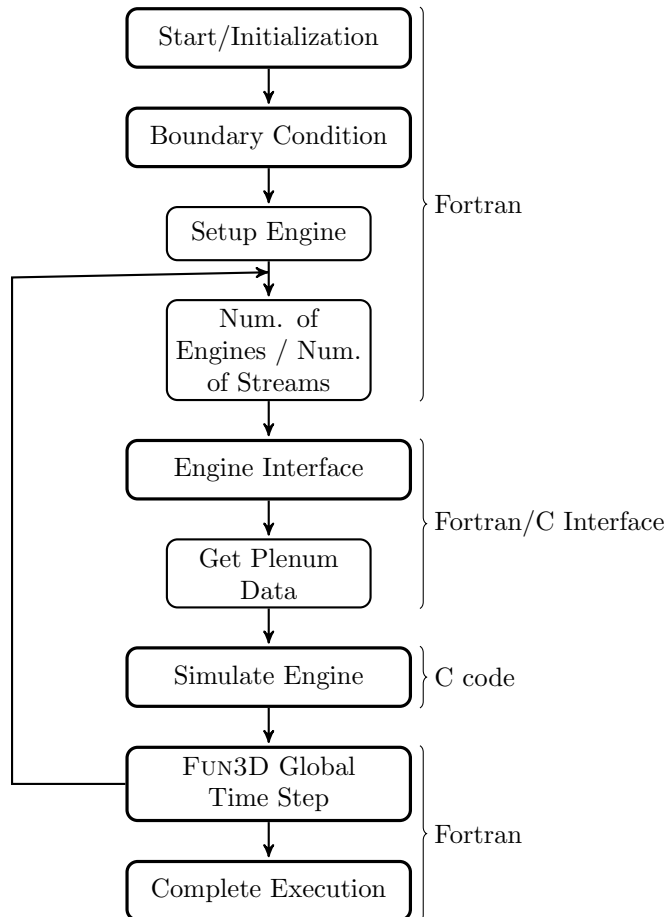 Start/Initialization
Boundary Condition
Fortran
Setup Engine
Num. of
Engines / Num.
of Streams
Engine Interface
Fortran/C Interface
Get Plenum
Data
Simulate Engine
C code
FUN3D Global
Time Step
Fortran
Complete Execution